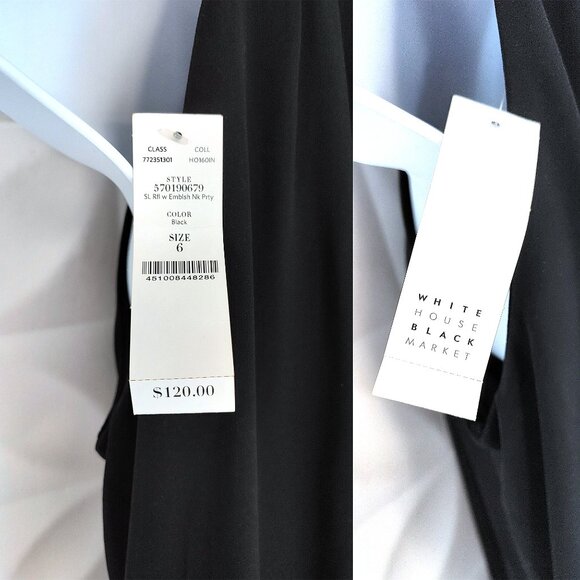 CLASS COLL
772351301 HO160IN
STYLE
570190679
SL Rfl w Emblsh Nk Prty
COLOR
Black
SIZE
6
451008448286
$120.00
WHITE
HOUSE
BLACK
MARKET